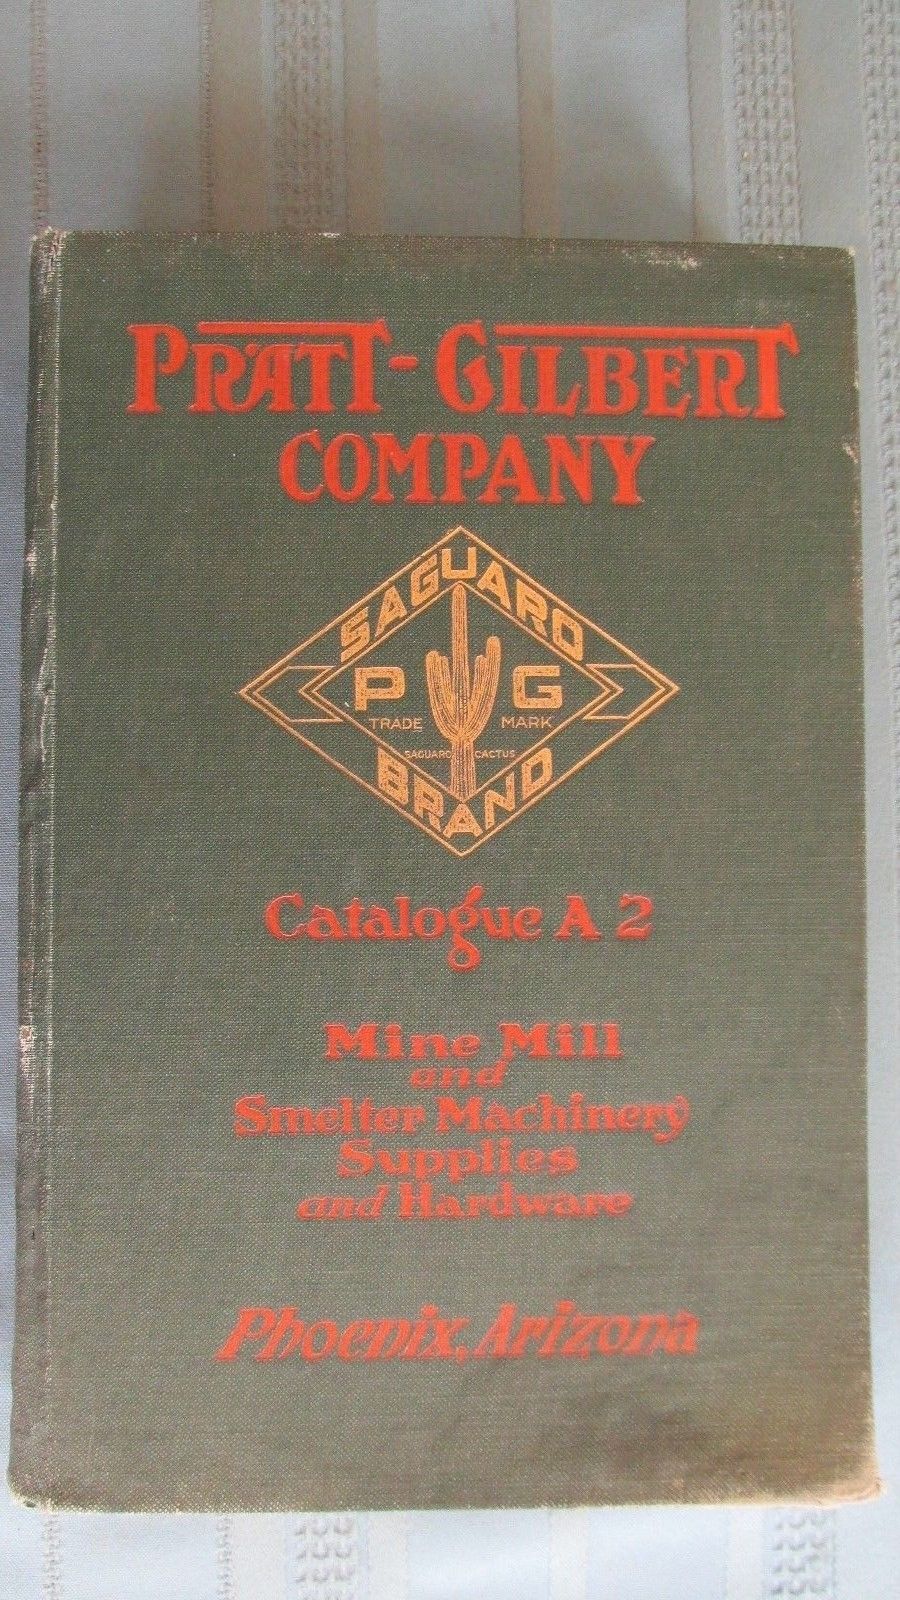 PRATT-GILBERT
COMPANY
SAGUARO
P G
TRADE MARK
SAGUARO CACTUS
BRAND
Catalogue A 2
Mine Mill
and
Smelter Machinery
Supplies
and Hardware
Phoenix, Arizona